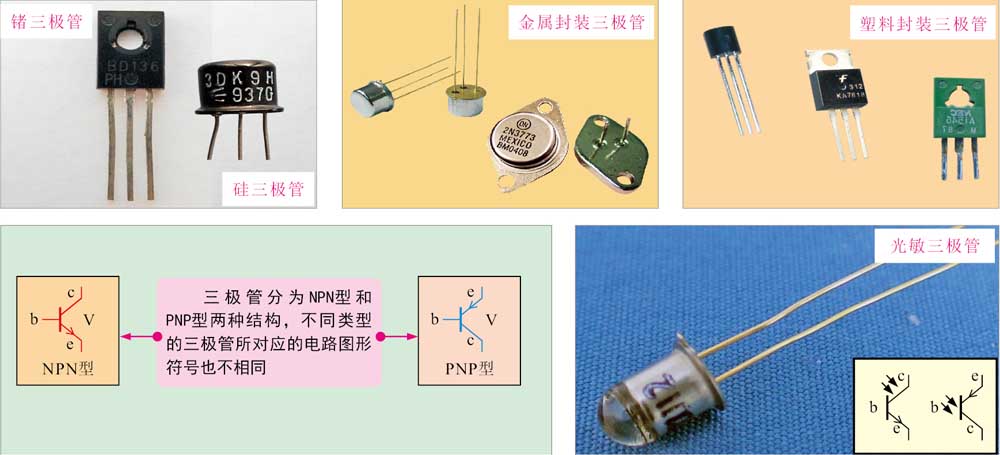 锗三极管
BD136
PH
3DK9H
937G
硅三极管
金属封装三极管
ON
2N3773
MEXICO
BM0408
塑料封装三极管
F
J312
KA7818
NEC
A1546
M 87
c
b
V
e
NPN型
三极管分为NPN型和
PNP型两种结构，不同类型
的三极管所对应的电路图形
符号也不相同
e
b
V
c
PNP型
光敏三极管
c
b
e
e
b
c